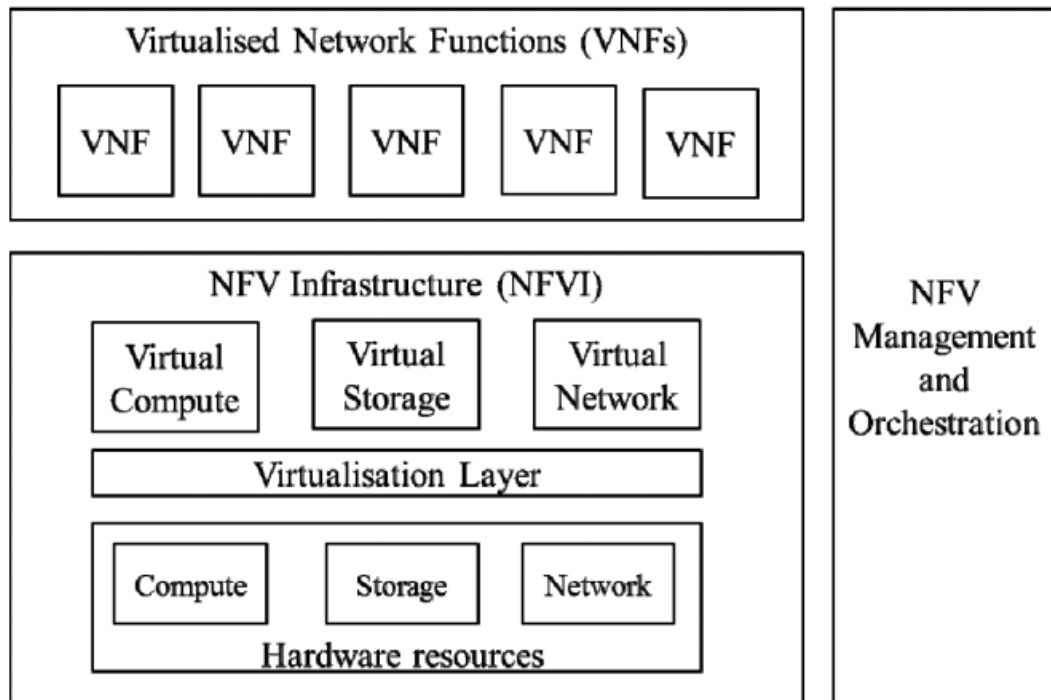 Virtualised Network Functions (VNFs)
VNF
VNF
VNF
VNF
VNF
NFV Infrastructure (NFVI)
Virtual
Compute
Virtual
Storage
Virtual
Network
Virtualisation Layer
Compute
Storage
Network
Hardware resources
NFV
Management
and
Orchestration